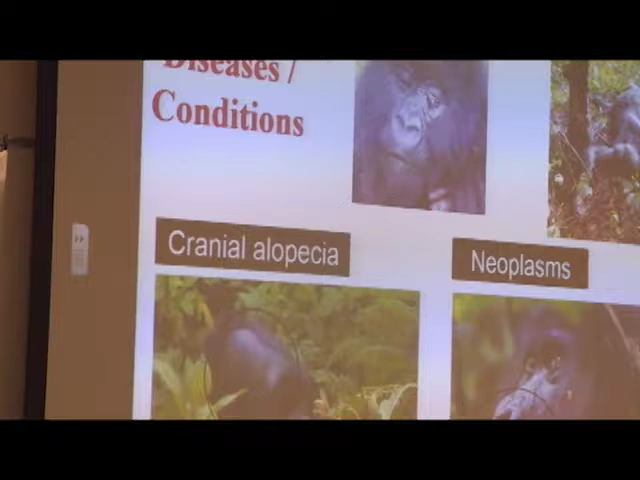 Diseases /
Conditions
Cranial alopecia
Neoplasms